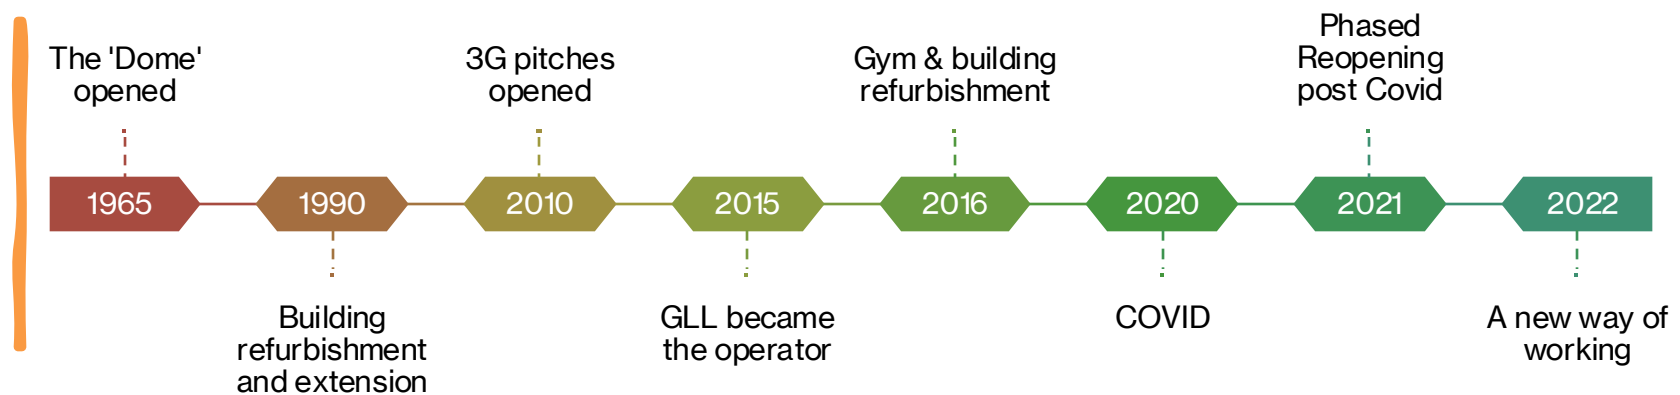 The 'Dome'
opened
3G pitches
opened
Gym & building
refurbishment
Phased
Reopening
post Covid
1965
1990
2010
2015
2016
2020
2021
2022
Building
refurbishment
and extension
GLL became
the operator
COVID
A new way of
working